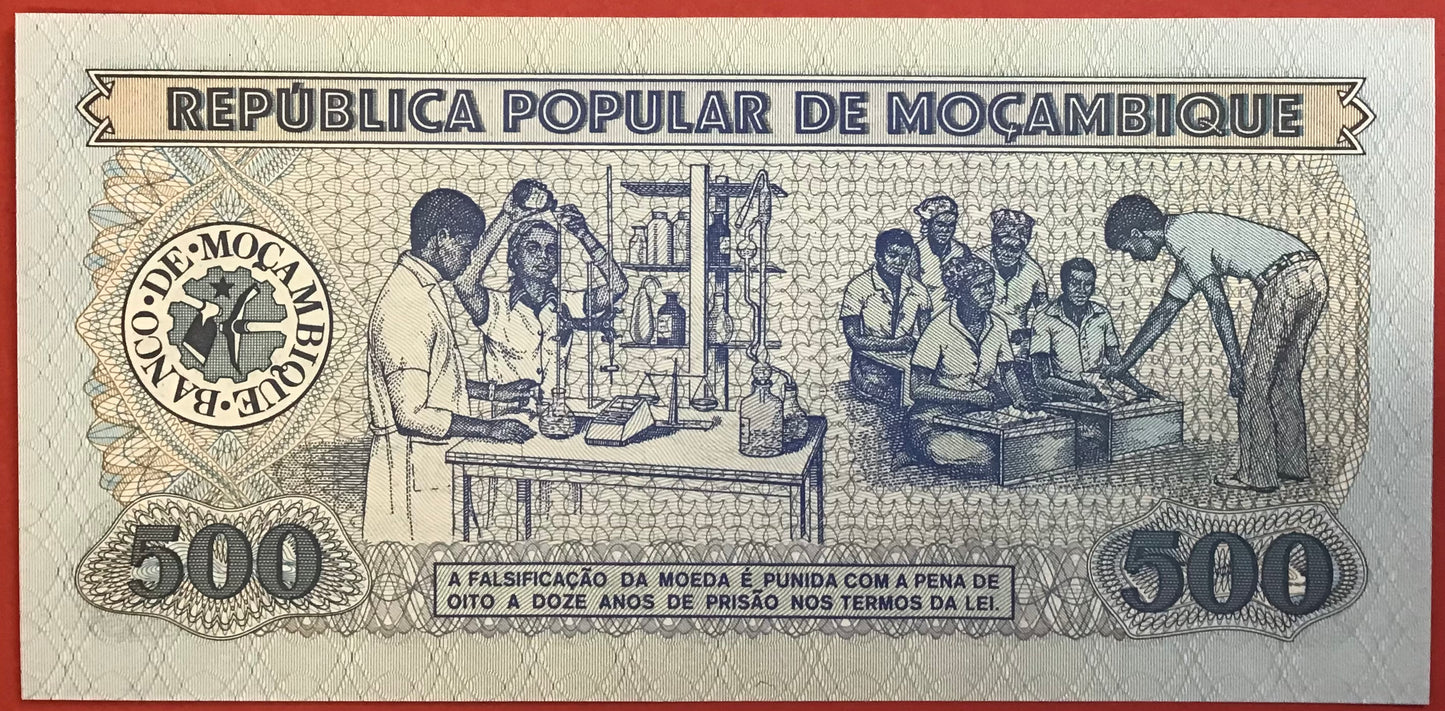 REPÚBLICA POPULAR DE MOÇAMBIQUE
BANCO·DE·MOÇAMBIQUE·
500
500
A FALSIFICAÇÃO DA MOEDA É PUNIDA COM A PENA DE
OITO A DOZE ANOS DE PRISÃO NOS TERMOS DA LEI.